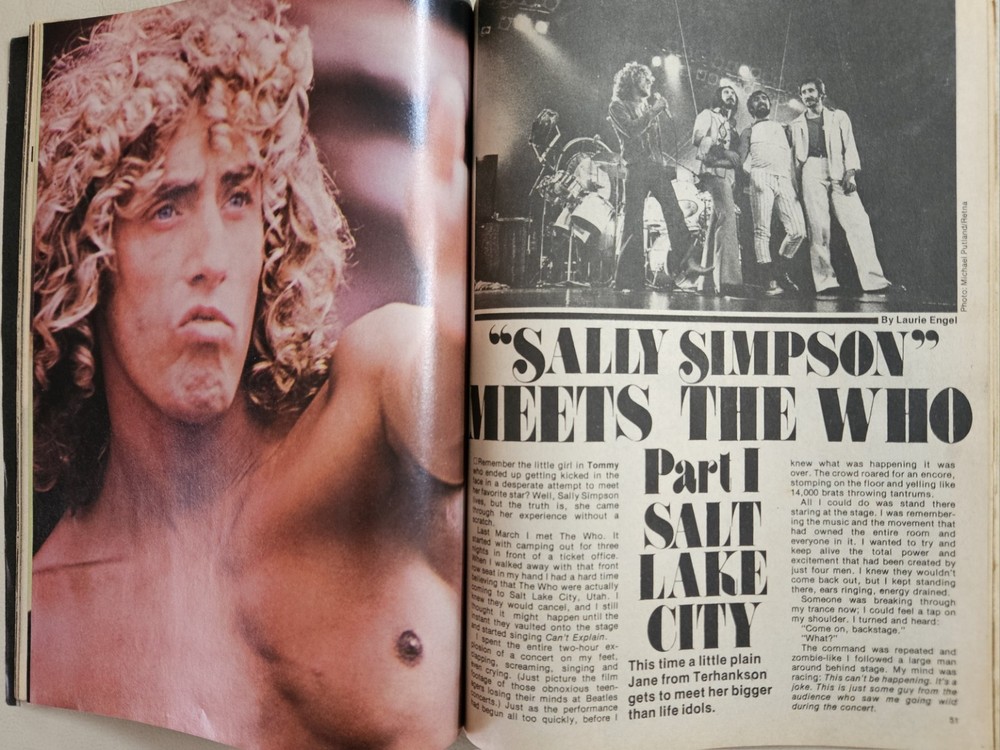 Photo: Michael Putland/Retna
By Laurie Engel
“SALLY SIMPSON”
MEETS THE WHO
Part I
SALT
LAKE
CITY
This time a little plain
Jane from Terhankson
gets to meet her bigger
than life idols.
□Remember the little girl in Tommy
who ended up getting kicked in the
face in a desperate attempt to meet
her favorite star? Well, Sally Simpson
lives, but the truth is, she came
through her experience without a
scratch.
Last March I met The Who. It
started with camping out for three
nights in front of a ticket office.
When I walked away with that front
row seat in my hand I had a hard time
believing that The Who were actually
coming to Salt Lake City, Utah. I
knew they would cancel, and I still
thought it might happen until the
instant they vaulted onto the stage
and started singing Can't Explain.
I spent the entire two-hour ex-
plosion of a concert on my feet,
clapping, screaming, singing and
even crying. (Just picture the film
footage of those obnoxious teen-
agers losing their minds at Beatles
concerts.) Just as the performance
had begun all too quickly, before I
knew what was happening it was
over. The crowd roared for an encore,
stomping on the floor and yelling like
14,000 brats throwing tantrums.
All I could do was stand there
staring at the stage. I was remember-
ing the music and the movement that
had owned the entire room and
everyone in it. I wanted to try and
keep alive the total power and
excitement that had been created by
just four men. I knew they wouldn't
come back out, but I kept standing
there, ears ringing, energy drained.
Someone was breaking through
my trance now; I could feel a tap on
my shoulder. I turned and heard:
"Come on, backstage."
"What?"
The command was repeated and
zombie-like I followed a large man
around behind stage. My mind was
racing: This can't be happening. It's a
joke. This is just some guy from the
audience who saw me going wild
during the concert.
51